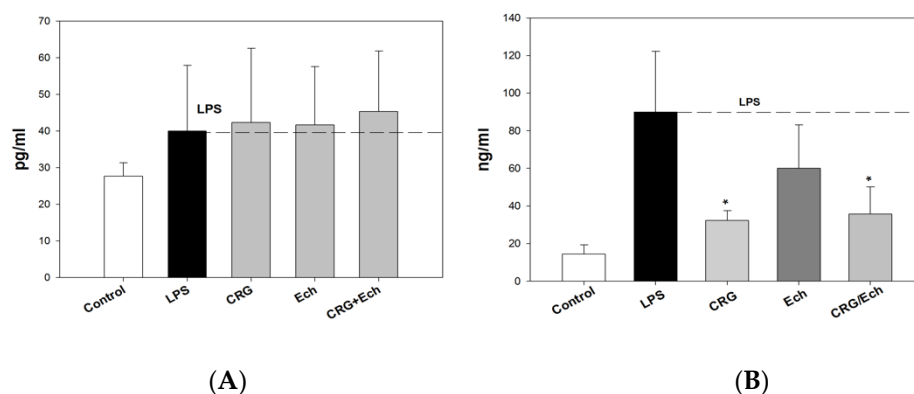 70
60
50
40
30
20
10
0
pg/ml
LPS
Control
LPS
CRG
Ech
CRG+Ech
(A)
140
120
100
80
60
40
20
0
ng/ml
LPS
*
*
Control
LPS
CRG
Ech
CRG/Ech
(B)